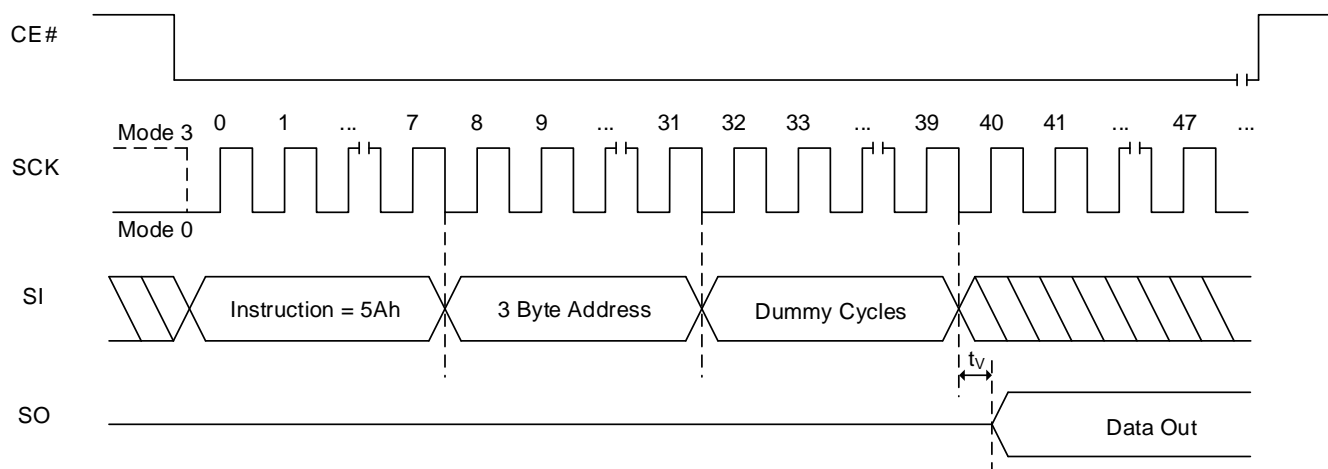 CE#
Mode 3 0 1 ... 7 8 9 ... 31 32 33 ... 39 40 41 ... 47 ...
SCK
Mode 0
SI Instruction = 5Ah 3 Byte Address Dummy Cycles
tV
SO Data Out